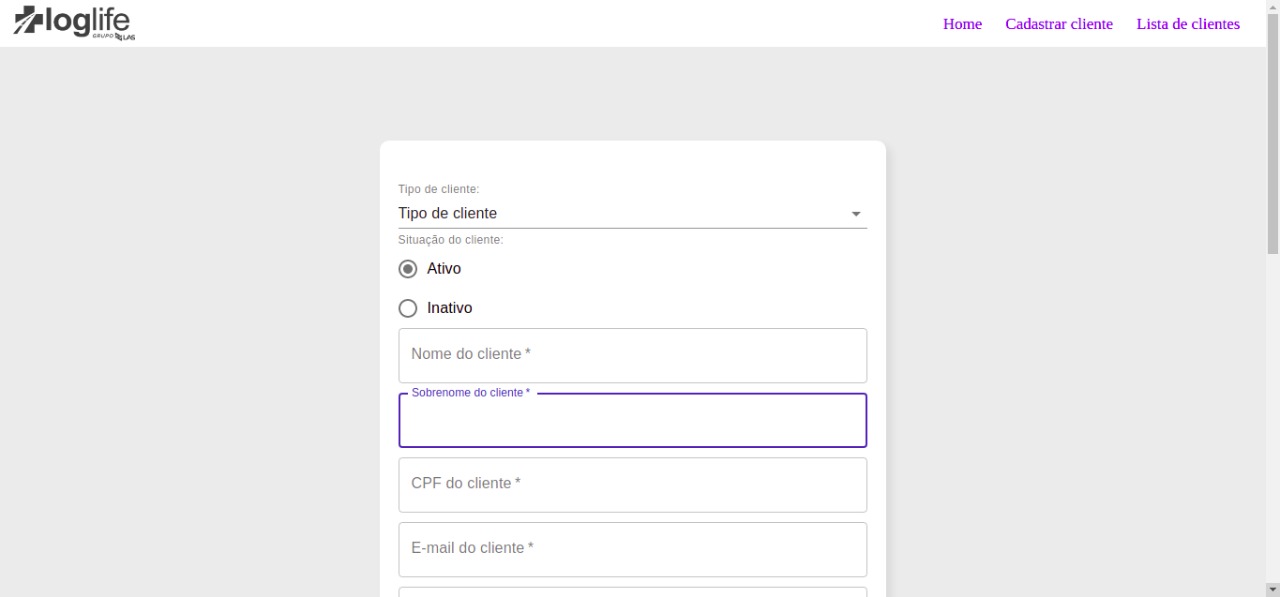 loglife
GRUPO LAS
Home Cadastrar cliente Lista de clientes
Tipo de cliente:
Tipo de cliente
Situação do cliente:
Ativo
Inativo
Nome do cliente *
Sobrenome do cliente *
CPF do cliente *
E-mail do cliente *